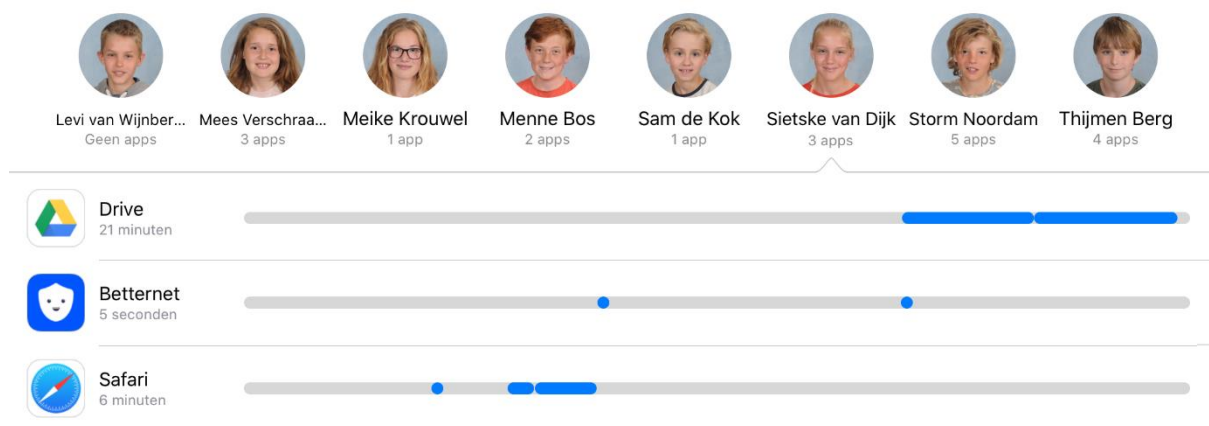 Levi van Wijnber... Mees Verschraa... Meike Krouwel Menne Bos Sam de Kok Sietske van Dijk Storm Noordam Thijmen Berg
Geen apps 3 apps 1 app 2 apps 1 app 3 apps 5 apps 4 apps
Drive
21 minuten
Betternet
5 seconden
Safari
6 minuten